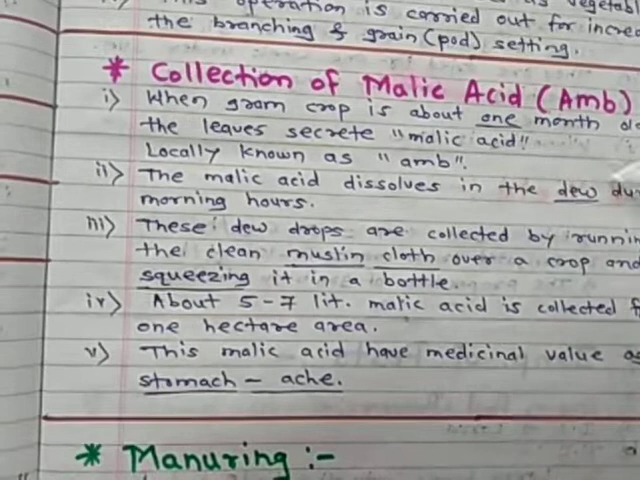 operation is carried out for
the branching & grain (pod) setting.
* Collection of Malic Acid (Amb)
i) When gram crop is about one month
the leaves secrete "malic acid".
Locally known as "amb".
ii) The malic acid dissolves in the dew
morning hours.
iii) These dew drops are collected by
the clean muslin cloth over a crop and
squeezing it in a bottle.
iv) About 5-7 lit. malic acid is collected
one hectare area.
v) This malic acid have medicinal value
stomach - ache.
* Manuring :-